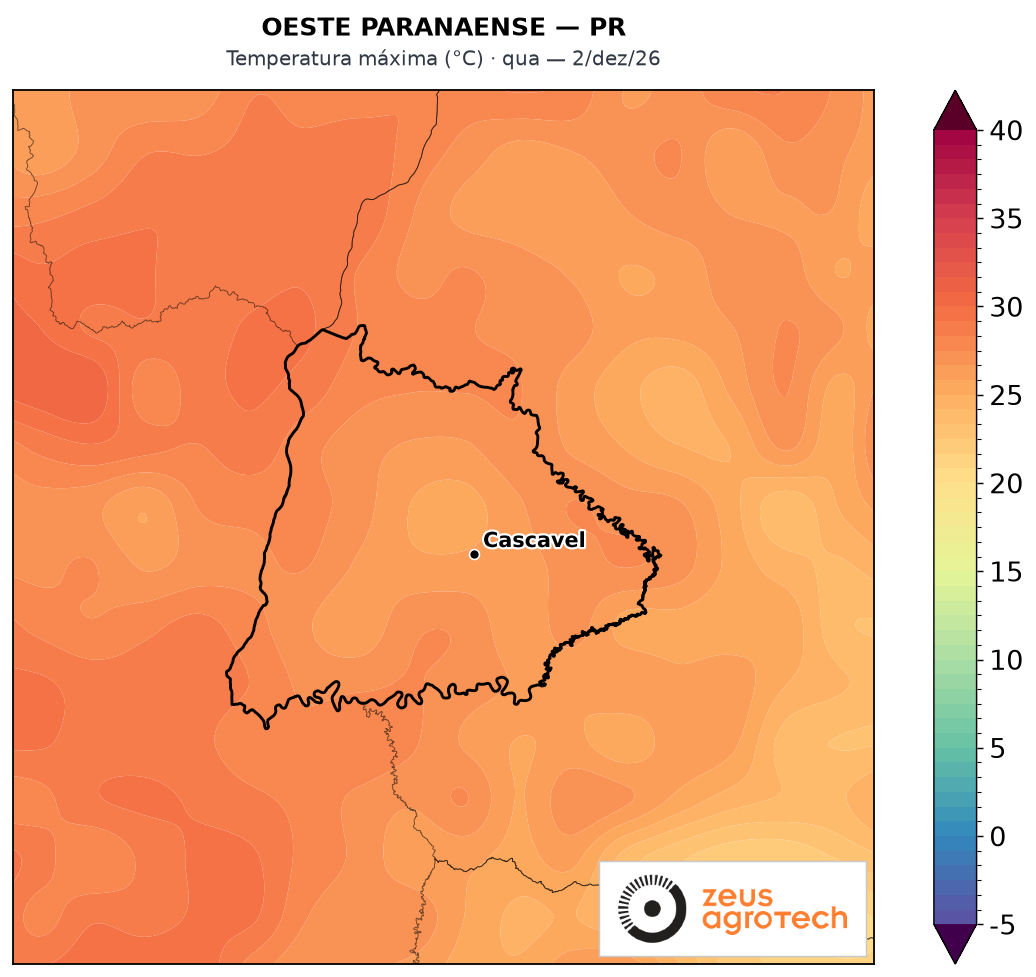 OESTE PARANAENSE — PR
Temperatura máxima (°C) · qua — 2/dez/26
40
35
30
25
20
15
10
5
0
-5
Cascavel
zeus
agrotech